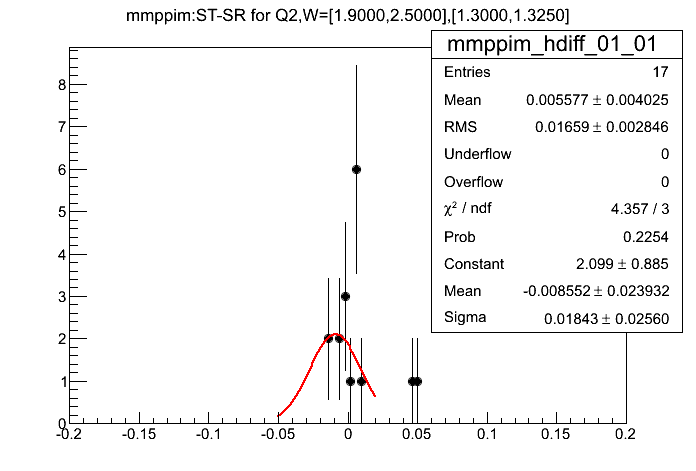 mmppim:ST-SR for Q2,W=[1.9000,2.5000],[1.3000,1.3250]
mmppim_hdiff_01_01
Entries 17
Mean 0.005577 ± 0.004025
RMS 0.01659 ± 0.002846
Underflow 0
Overflow 0
χ² / ndf 4.357 / 3
Prob 0.2254
Constant 2.099 ± 0.885
Mean -0.008552 ± 0.023932
Sigma 0.01843 ± 0.02560
8
7
6
5
4
3
2
1
0
-0.2 -0.15 -0.1 -0.05 0 0.05 0.1 0.15 0.2